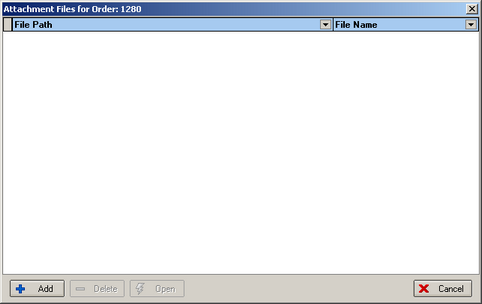 Attachment Files for Order: 1280
File Path File Name
Add Delete Open Cancel